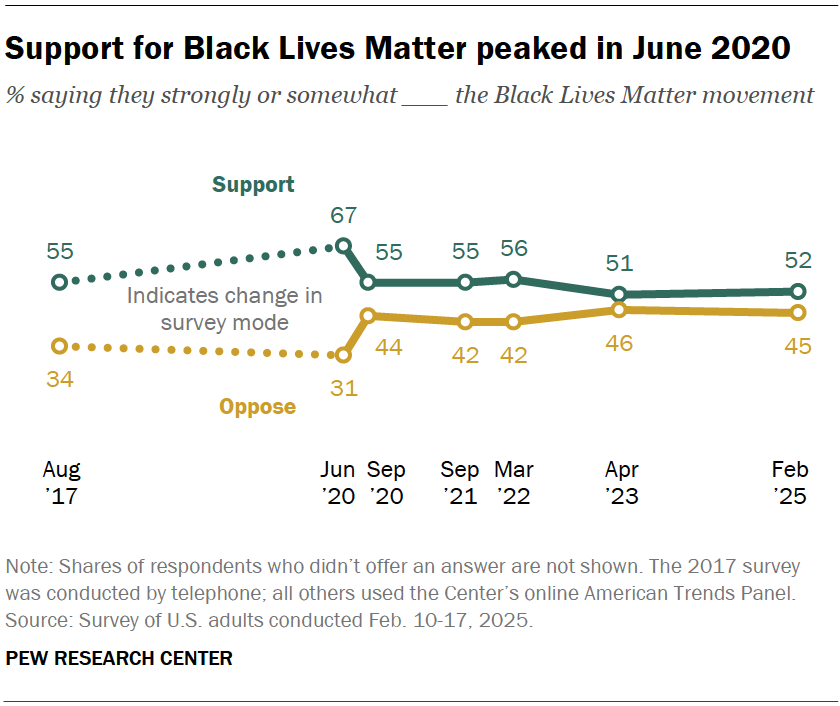 Support for Black Lives Matter peaked in June 2020
% saying they strongly or somewhat ____ the Black Lives Matter movement
Support
67
55
55
55
56
51
52
Indicates change in
survey mode
34
31
44
42
42
46
45
Oppose
Aug Jun Sep Sep Mar Apr Feb
’17 ’20 ’20 ’21 ’22 ’23 ’25
Note: Shares of respondents who didn’t offer an answer are not shown. The 2017 survey
was conducted by telephone; all others used the Center’s online American Trends Panel.
Source: Survey of U.S. adults conducted Feb. 10-17, 2025.
PEW RESEARCH CENTER